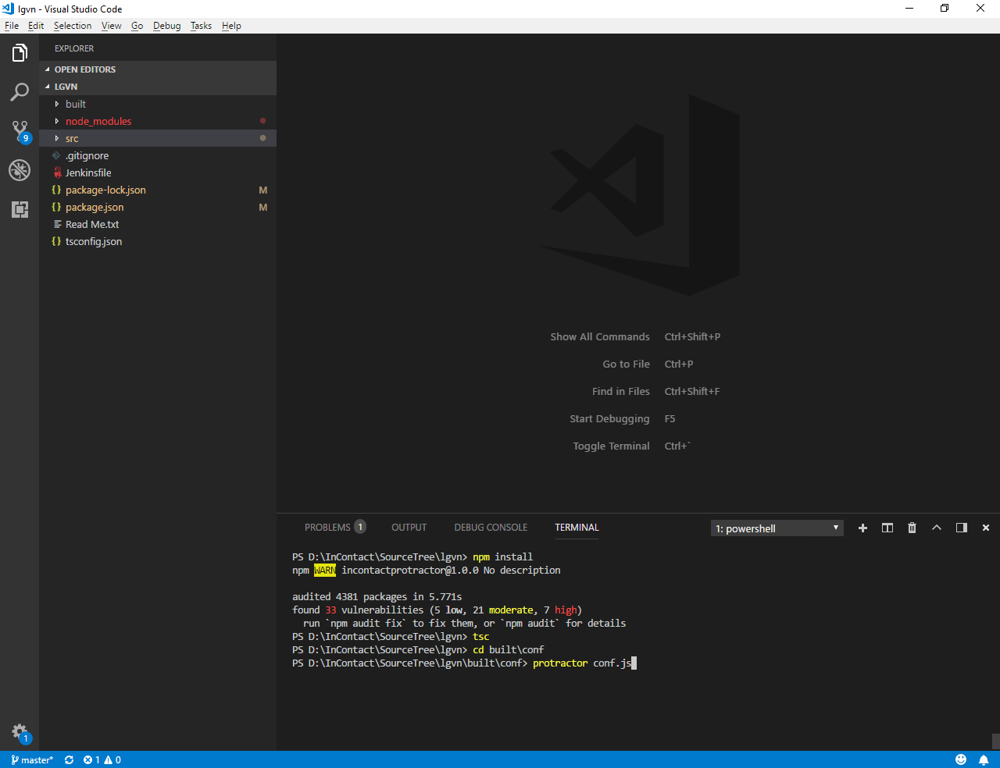 lgvn - Visual Studio Code
File Edit Selection View Go Debug Tasks Help
EXPLORER
OPEN EDITORS
LGVN
built
node_modules
src
.gitignore
Jenkinsfile
package-lock.json M
package.json M
Read Me.txt
tsconfig.json
9
1
Show All Commands Ctrl+Shift+P
Go to File Ctrl+P
Find in Files Ctrl+Shift+F
Start Debugging F5
Toggle Terminal Ctrl+`
PROBLEMS 1 OUTPUT DEBUG CONSOLE TERMINAL 1: powershell
PS D:\InContact\SourceTree\lgvn> npm install
npm WARN incontactprotractor@1.0.0 No description
audited 4381 packages in 5.771s
found 33 vulnerabilities (5 low, 21 moderate, 7 high)
run `npm audit fix` to fix them, or `npm audit` for details
PS D:\InContact\SourceTree\lgvn> tsc
PS D:\InContact\SourceTree\lgvn> cd built\conf
PS D:\InContact\SourceTree\lgvn\built\conf> protractor conf.js
master* 1 0